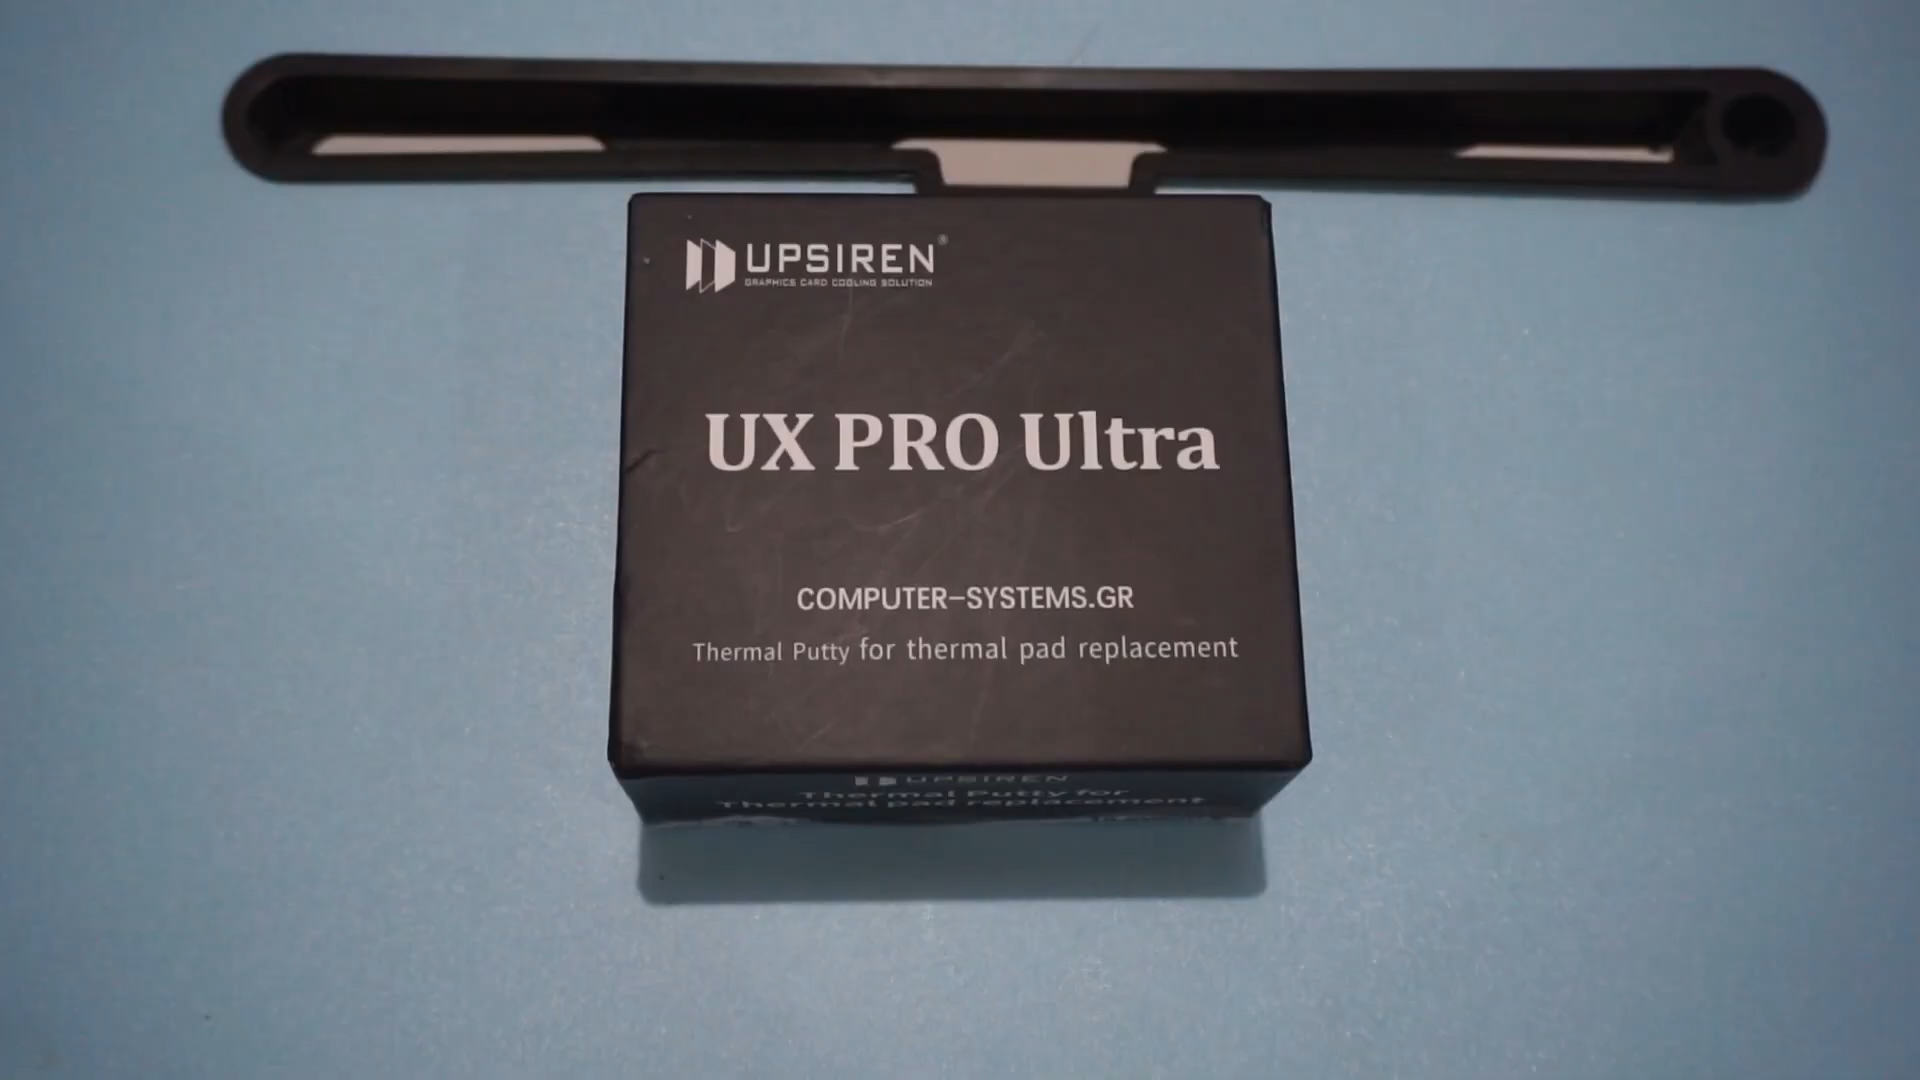 UPSIREN®
GRAPHICS CARD COOLING SOLUTION
UX PRO Ultra
COMPUTER-SYSTEMS.GR
Thermal Putty for thermal pad replacement
UPSIREN
Thermal Putty for
Thermal pad replacement